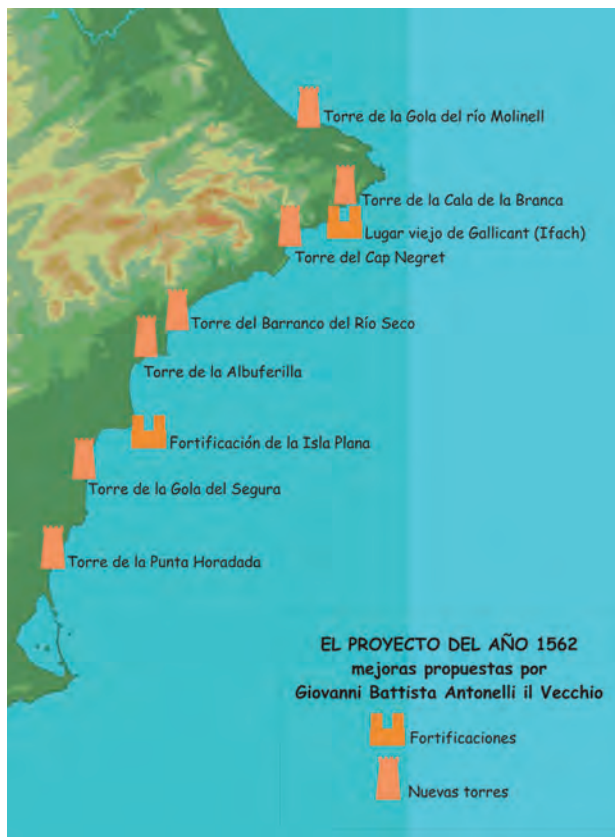 Torre de la Gola del río Molinell
Torre de la Cala de la Branca
Lugar viejo de Gallicant (Ifach)
Torre del Cap Negret
Torre del Barranco del Río Seco
Torre de la Albuferilla
Fortificación de la Isla Plana
Torre de la Gola del Segura
Torre de la Punta Horadada
EL PROYECTO DEL AÑO 1562
mejoras propuestas por
Giovanni Battista Antonelli il Vecchio
Fortificaciones
Nuevas torres